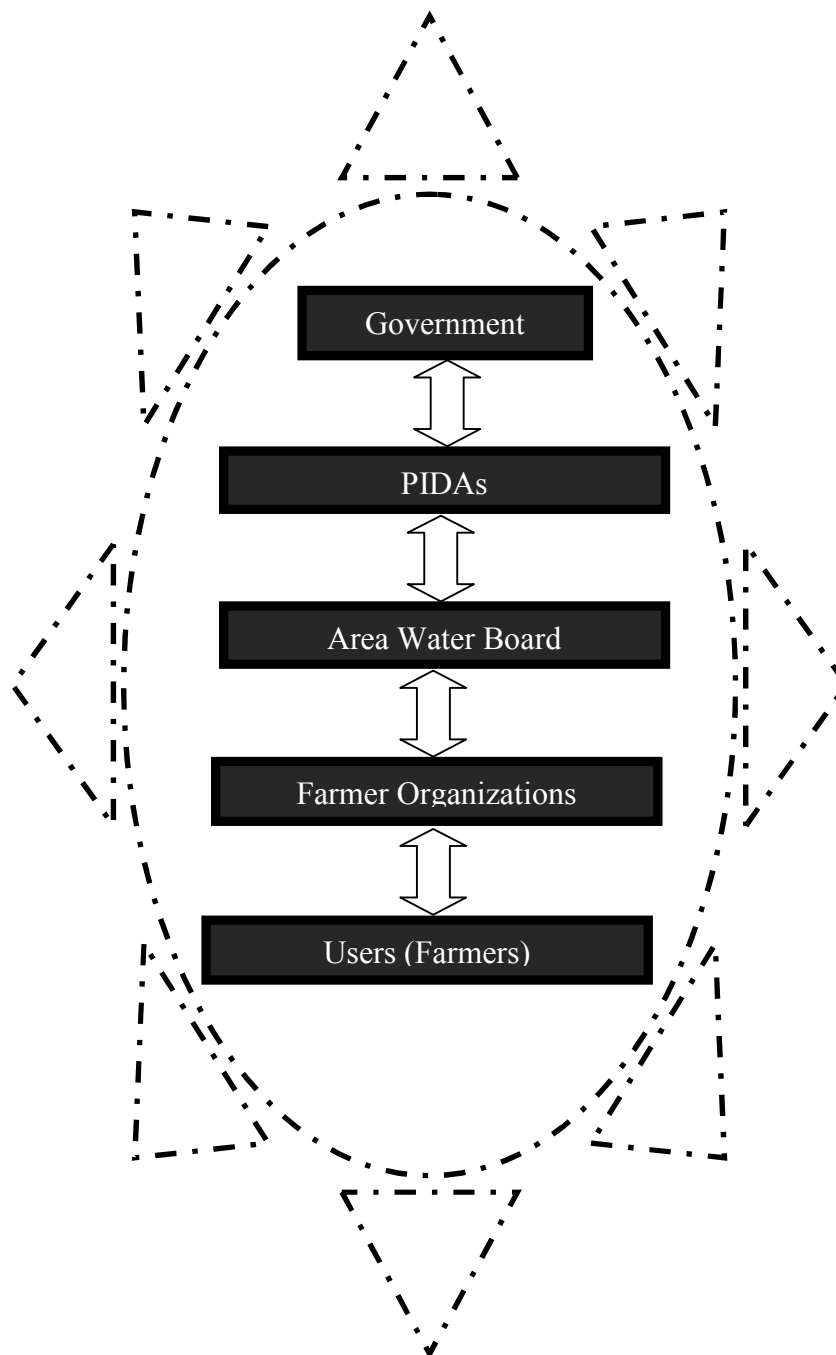 Government
PIDAs
Area Water Board
Farmer Organizations
Users (Farmers)